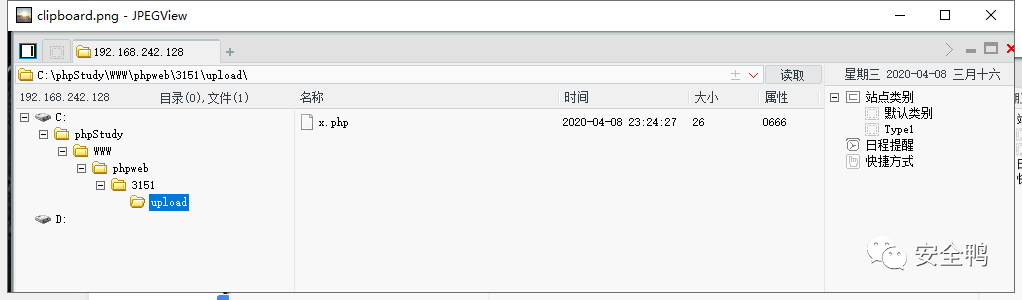 clipboard.png - JPEGView
192.168.242.128
C:\phpStudy\WWW\phpweb\3151\upload\
读取
星期三 2020-04-08 三月十六
192.168.242.128 目录(0),文件(1)
名称 时间 大小 属性
站点类别
C:
x.php 2020-04-08 23:24:27 26 0666
默认类别
phpStudy
Type1
WWW
日程提醒
phpweb
快捷方式
3151
upload
D:
安全鸭